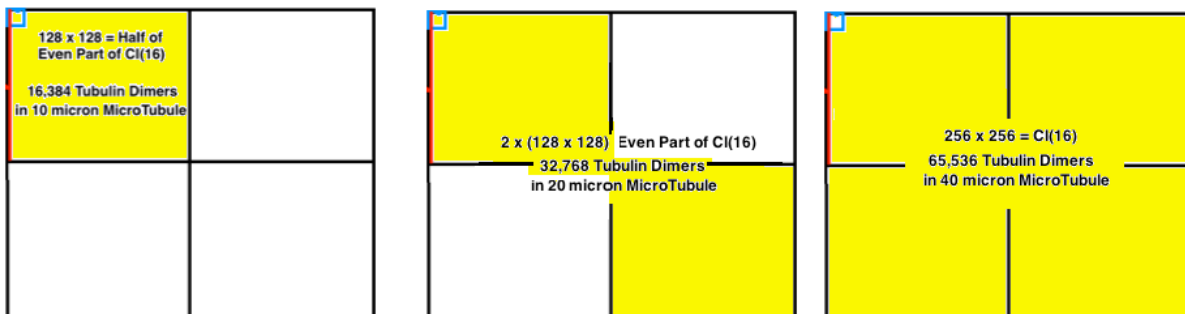 128 x 128 = Half of
Even Part of Cl(16)
16,384 Tubulin Dimers
in 10 micron MicroTubule
2 x (128 x 128) Even Part of Cl(16)
32,768 Tubulin Dimers
in 20 micron MicroTubule
256 x 256 = Cl(16)
65,536 Tubulin Dimers
in 40 micron MicroTubule